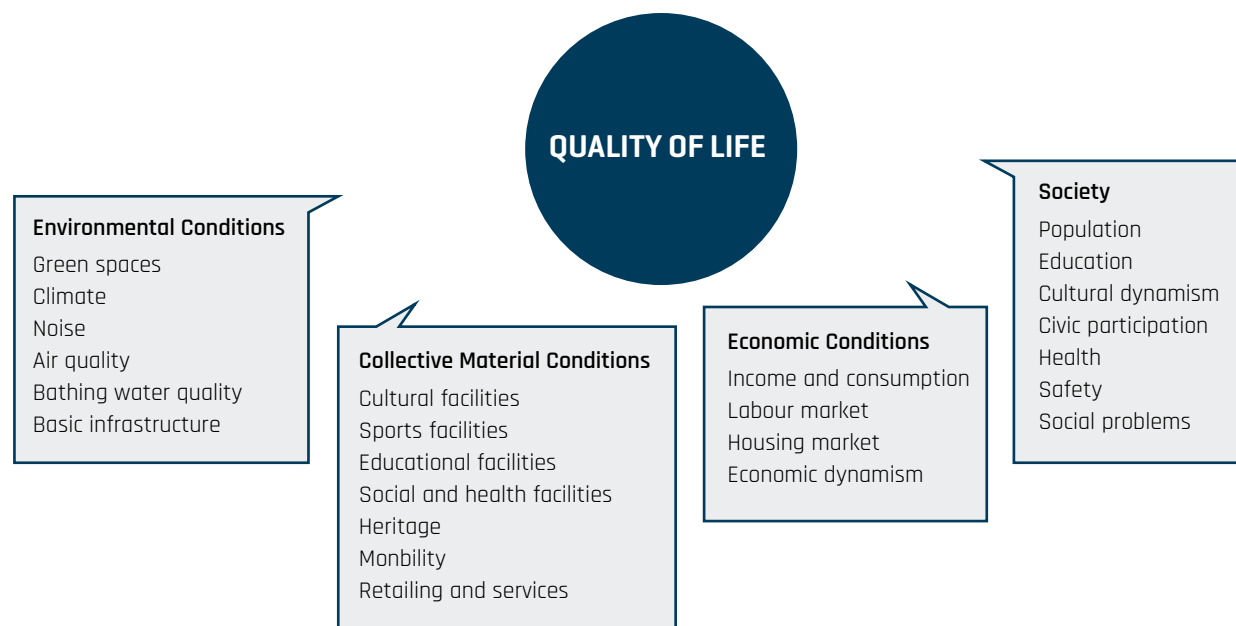 QUALITY OF LIFE
Environmental Conditions
Green spaces
Climate
Noise
Air quality
Bathing water quality
Basic infrastructure
Collective Material Conditions
Cultural facilities
Sports facilities
Educational facilities
Social and health facilities
Heritage
Monbility
Retailing and services
Economic Conditions
Income and consumption
Labour market
Housing market
Economic dynamism
Society
Population
Education
Cultural dynamism
Civic participation
Health
Safety
Social problems